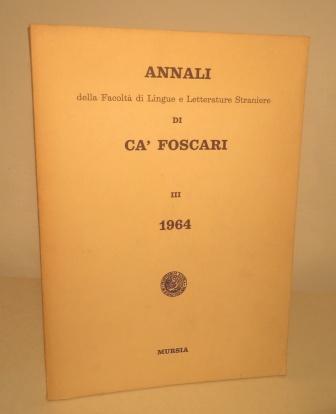 ANNALI
della Facoltà di Lingue e Letterature Straniere
DI
CA' FOSCARI
III
1964
MURSIA